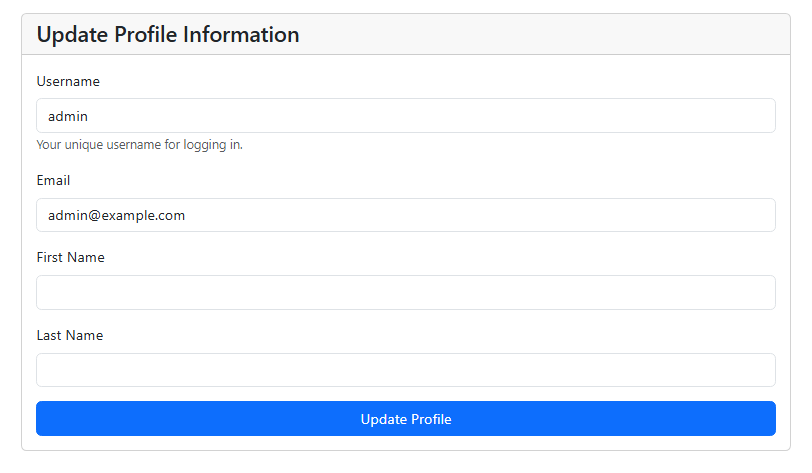 Update Profile Information
Username
admin
Your unique username for logging in.
Email
admin@example.com
First Name
Last Name
Update Profile